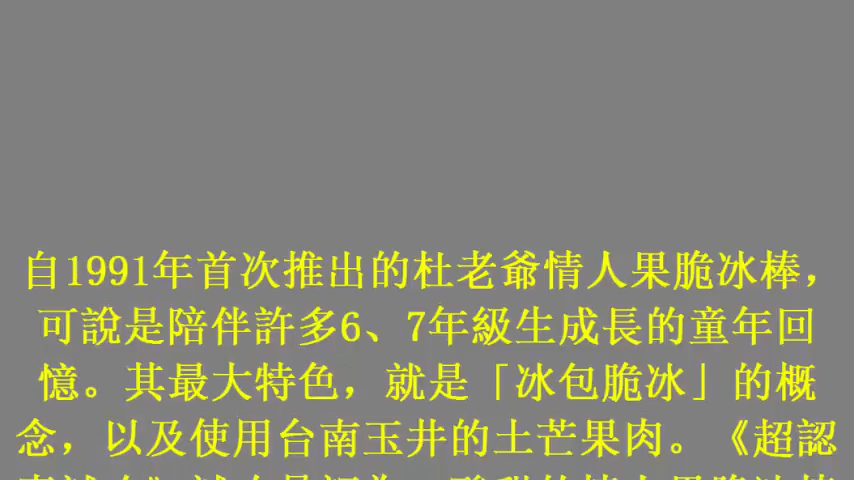 自1991年首次推出的杜老爺情人果脆冰棒，
可說是陪伴許多6、7年級生成長的童年回
憶。其最大特色，就是「冰包脆冰」的概
念，以及使用台南玉井的土芒果肉。《超認